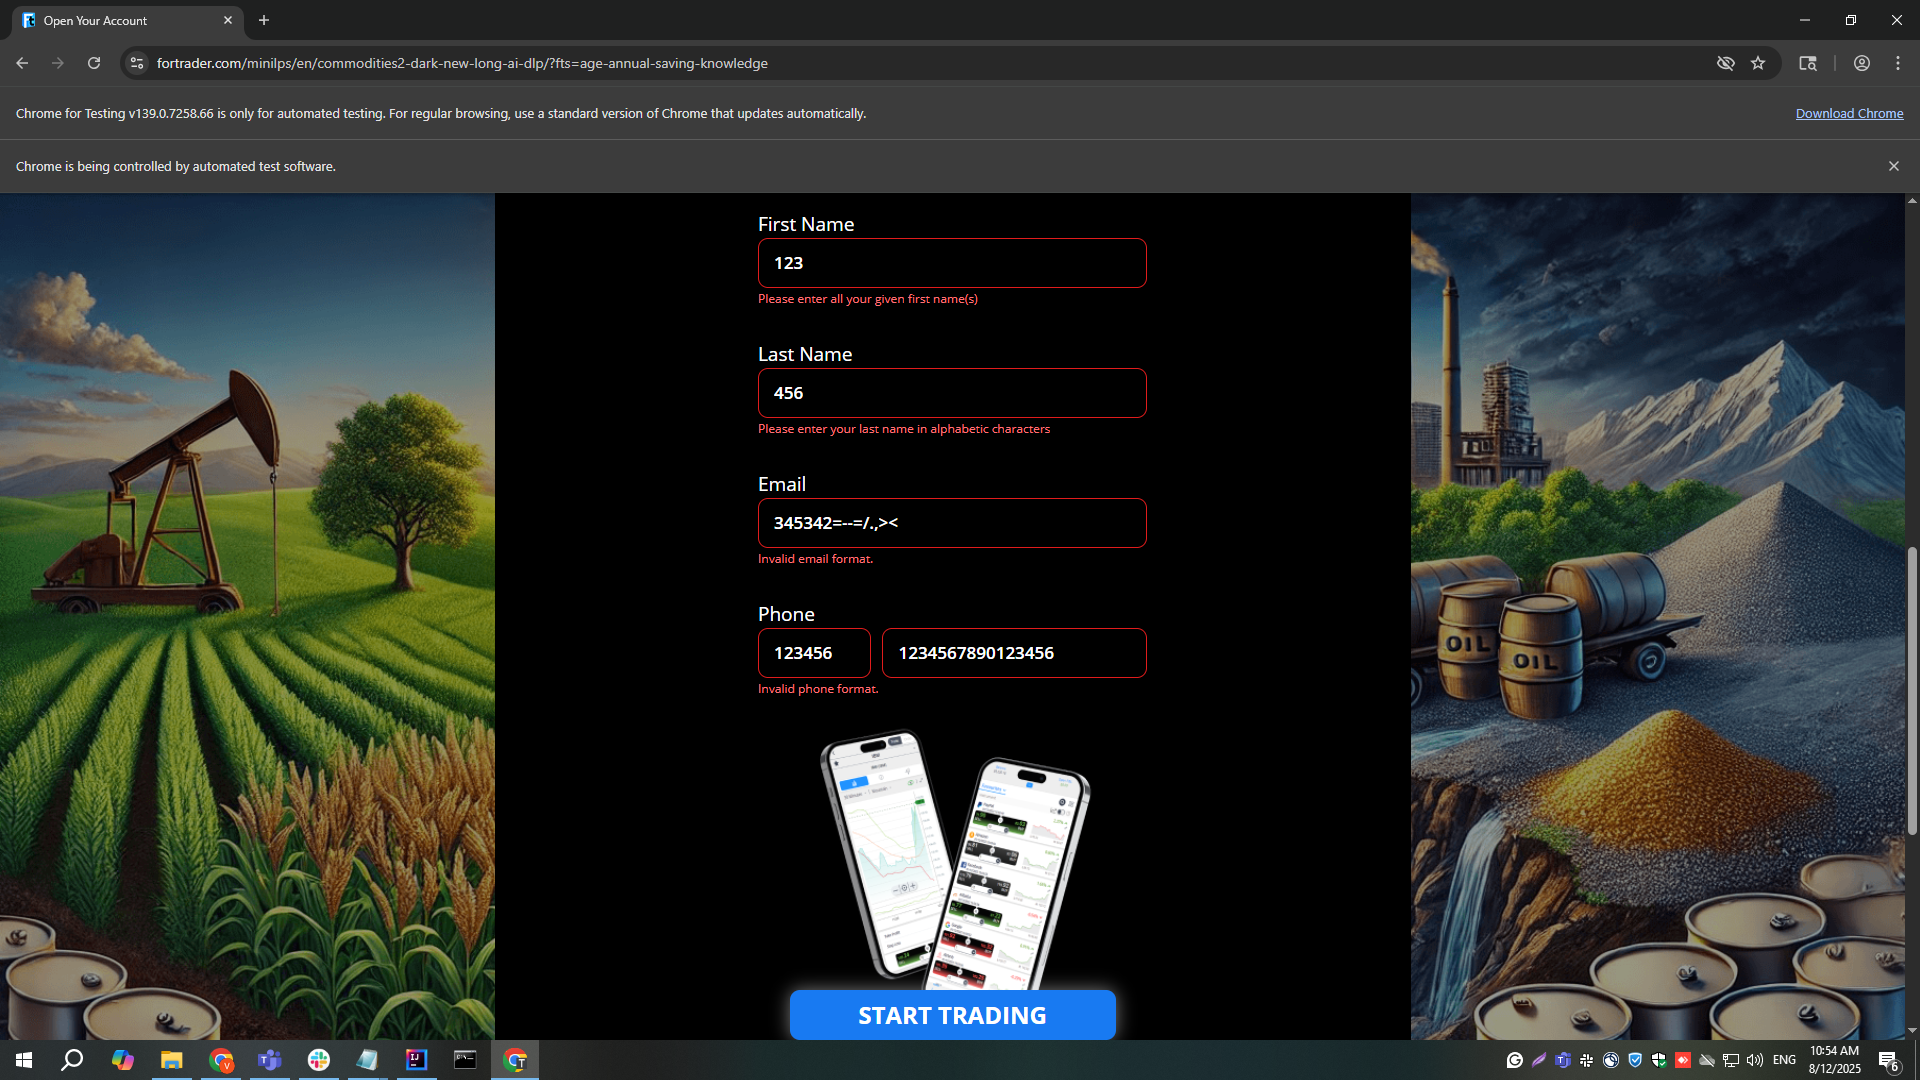 Open Your Account
fortrader.com/minilps/en/commodities2-dark-new-long-ai-dlp/?fts=age-annual-saving-knowledge
Chrome for Testing v139.0.7258.66 is only for automated testing. For regular browsing, use a standard version of Chrome that updates automatically.
Download Chrome
Chrome is being controlled by automated test software.
First Name
123
Please enter all your given first name(s)
Last Name
456
Please enter your last name in alphabetic characters
Email
345342=--=/.,><
Invalid email format.
Phone
123456
1234567890123456
Invalid phone format.
OIL
OIL
START TRADING
ENG
10:54 AM
8/12/2025
6